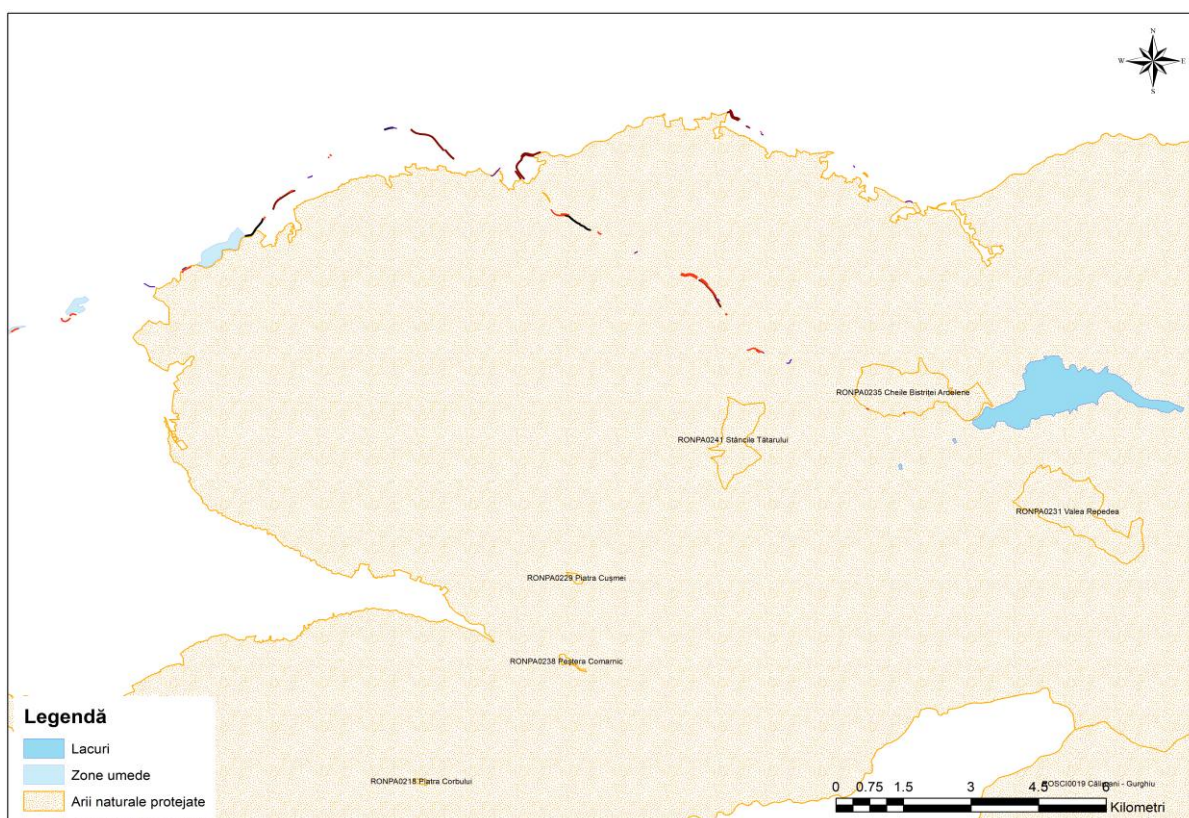 N
W E
S
RONPA0235 Cheile Bistriței Ardelene
RONPA0241 Stâncile Tătarului
RONPA0231 Valea Repedea
RONPA0229 Piatra Cușmei
RONPA0238 Peștera Comarnic
RONPA0218 Piatra Corbului
ROSCI0019 Călimani - Gurghiu
Legendă
Lacuri
Zone umede
Arii naturale protejate
0 0.75 1.5 3 4.5 6
Kilometri